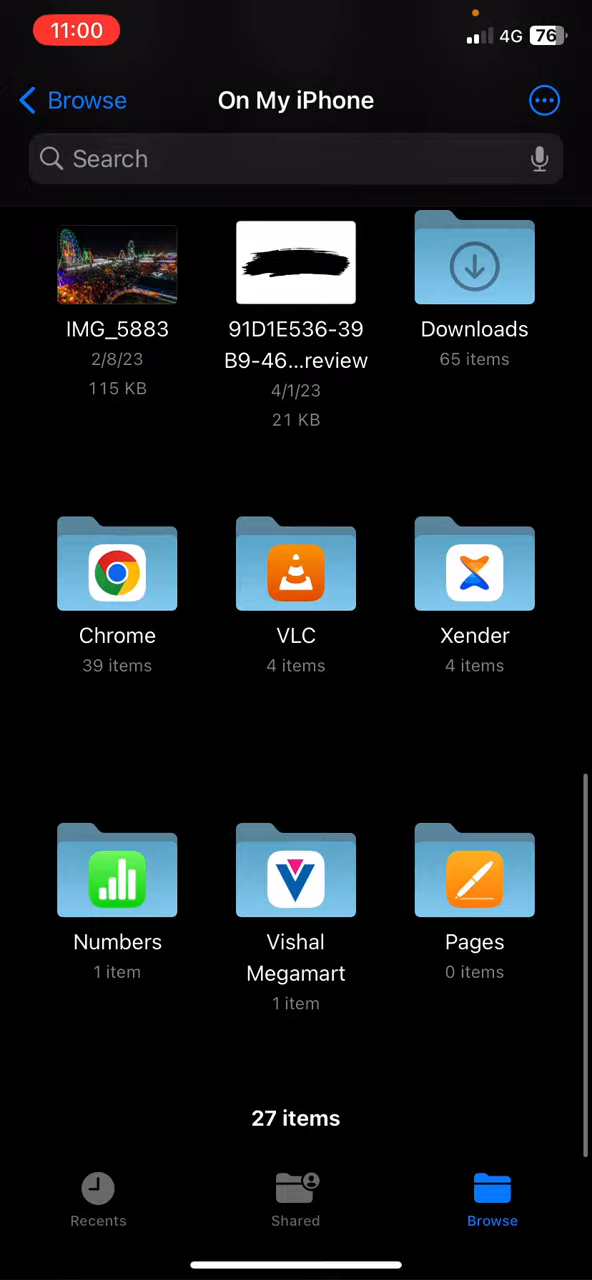 11:00
4G 76
Browse
On My iPhone
Search
IMG_5883
2/8/23
115 KB
91D1E536-39
B9-46...review
4/1/23
21 KB
Downloads
65 items
Chrome
39 items
VLC
4 items
Xender
4 items
Numbers
1 item
Vishal
Megamart
1 item
Pages
0 items
27 items
Recents
Shared
Browse